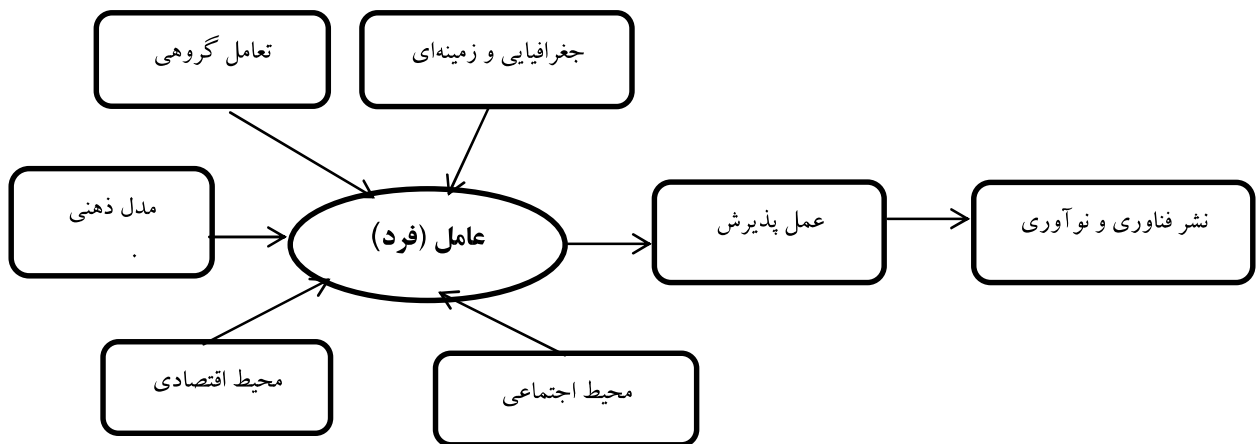 جغرافیایی و زمینه‌ای
تعامل گروهی
مدل ذهنی
.
عامل (فرد)
عمل پذیرش
نشر فناوری و نوآوری
محیط اقتصادی
محیط اجتماعی